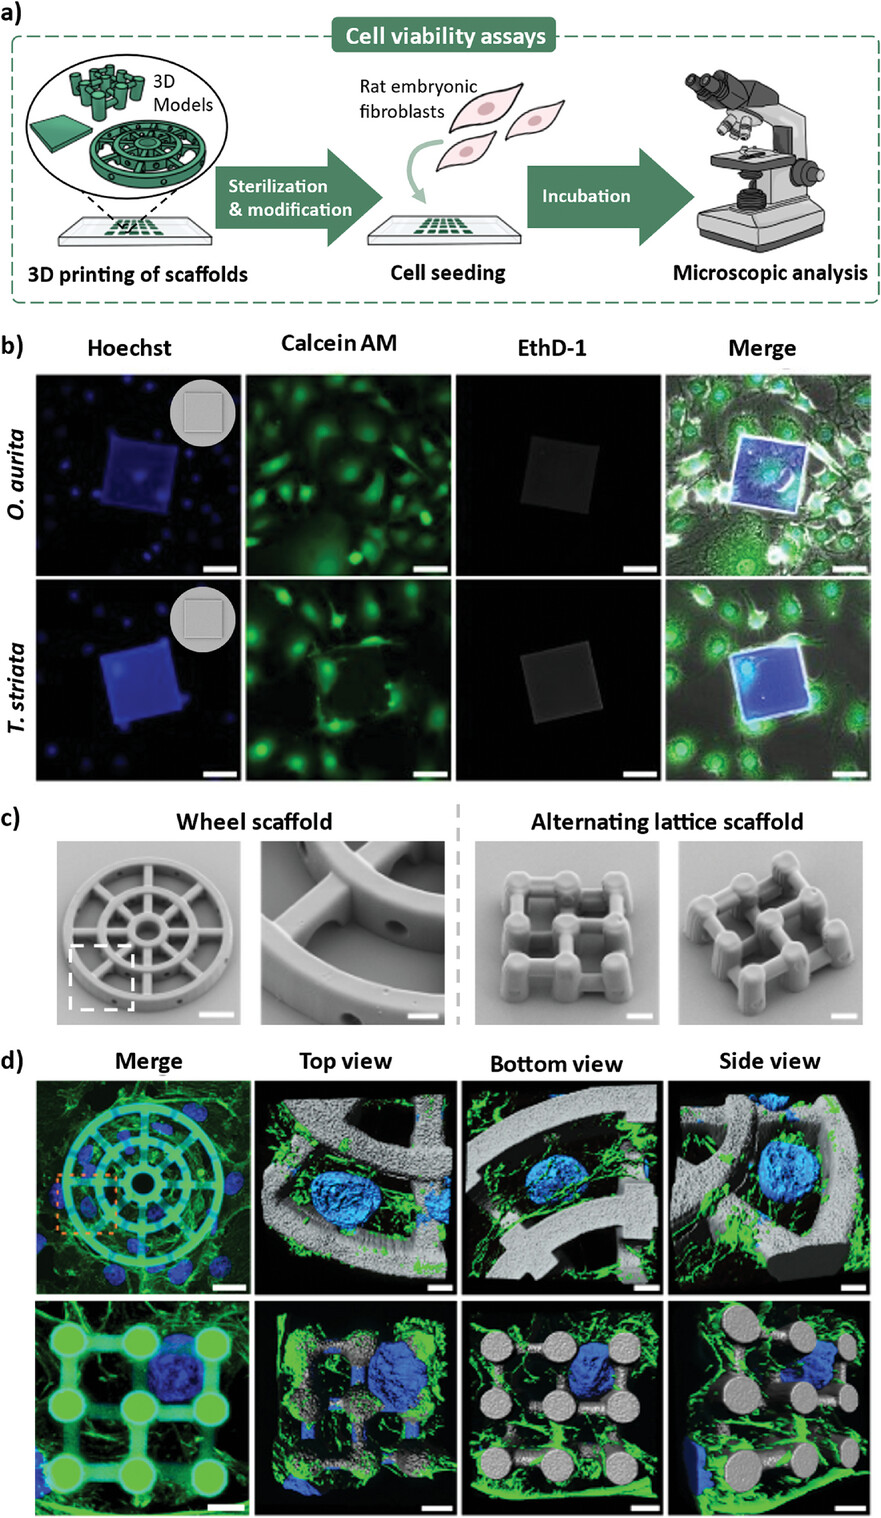 a)
Cell viability assays
3D
Models
Rat embryonic
fibroblasts
Sterilization
& modification
Incubation
3D printing of scaffolds
Cell seeding
Microscopic analysis
b)
Hoechst
Calcein AM
EthD-1
Merge
O. aurita
T. striata
c)
Wheel scaffold
Alternating lattice scaffold
d)
Merge
Top view
Bottom view
Side view